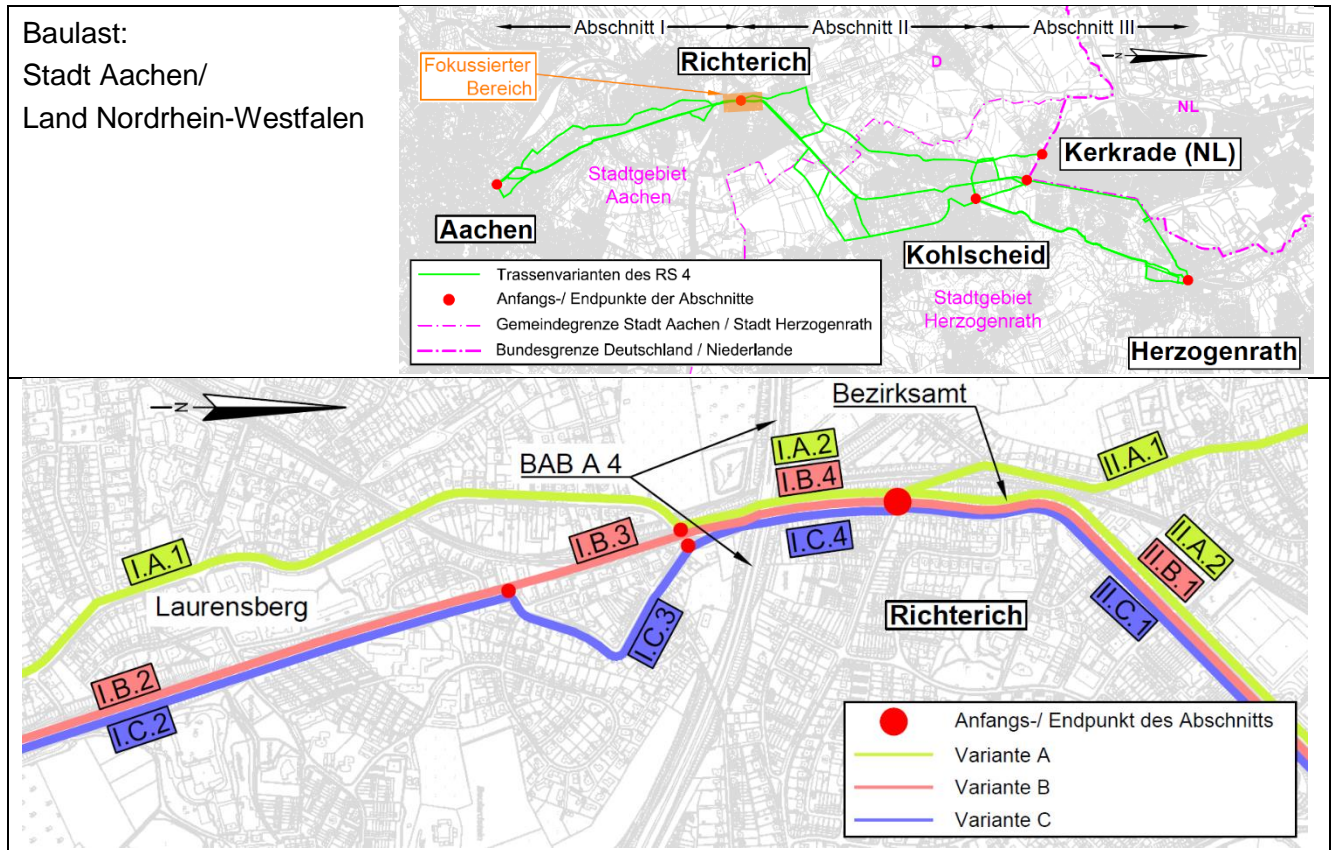 Baulast:
Stadt Aachen/
Land Nordrhein-Westfalen
Abschnitt I
Abschnitt II
Abschnitt III
Fokussierter
Bereich
Richterich
D
N
NL
Kerkrade (NL)
Stadtgebiet
Aachen
Aachen
Kohlscheid
Stadtgebiet
Herzogenrath
Herzogenrath
Trassenvarianten des RS 4
Anfangs-/ Endpunkte der Abschnitte
Gemeindegrenze Stadt Aachen / Stadt Herzogenrath
Bundesgrenze Deutschland / Niederlande
N
Bezirksamt
BAB A 4
I.A.2
I.B.4
II.A.1
I.B.3
I.C.4
I.A.1
Laurensberg
I.C.3
Richterich
II.A.2
II.B.1
II.C.1
I.B.2
I.C.2
Anfangs-/ Endpunkt des Abschnitts
Variante A
Variante B
Variante C